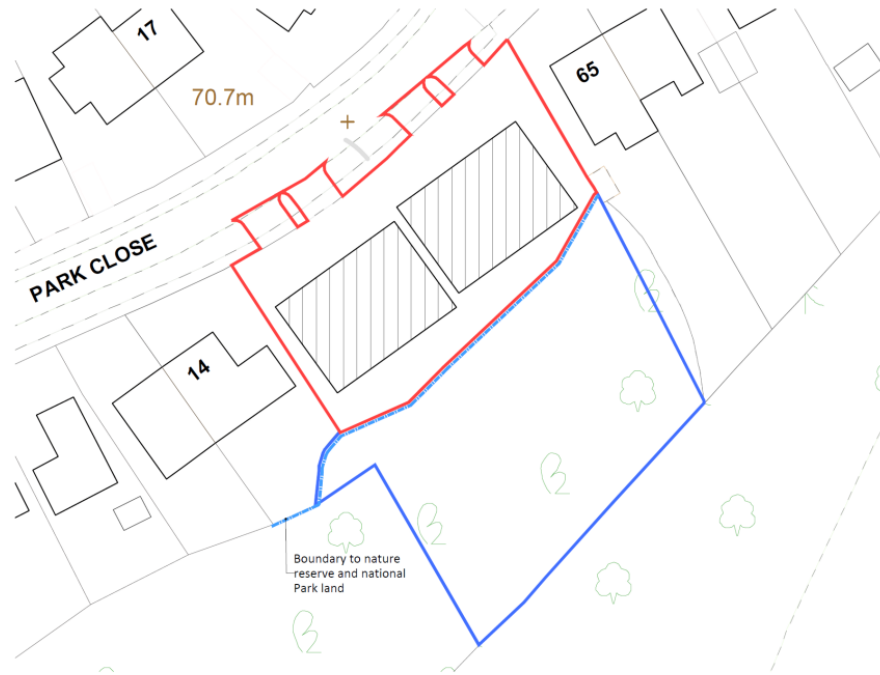 17
65
70.7m
PARK CLOSE
14
Boundary to nature
reserve and national
Park land